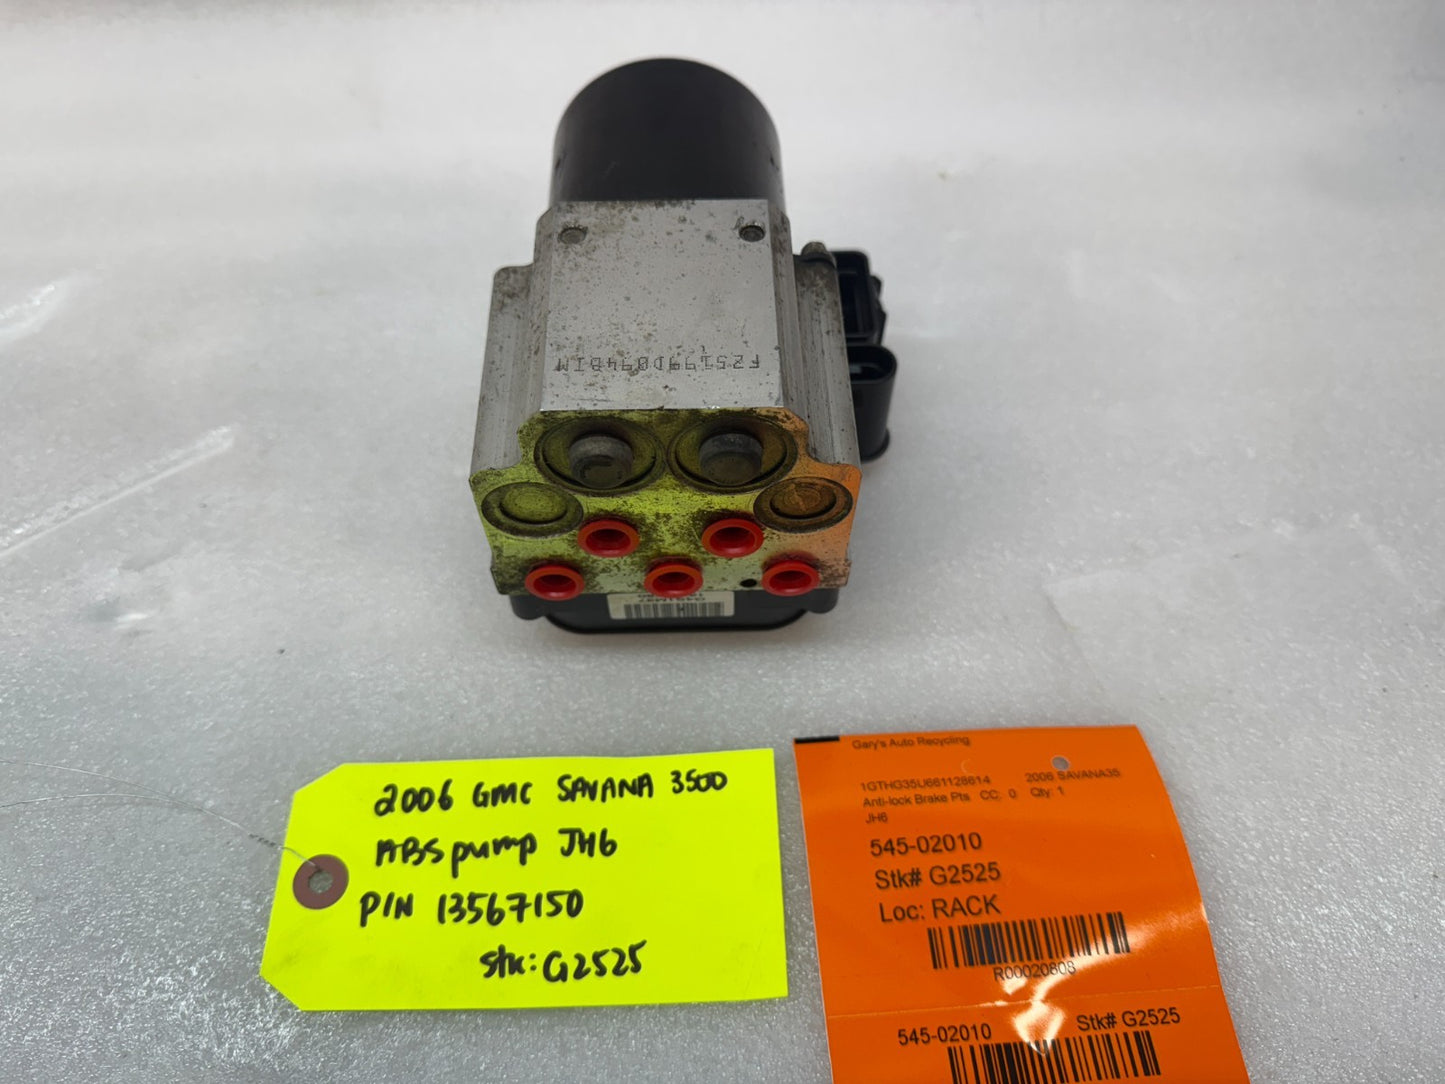 FZ5199D0894BIM
2006 GMC SAVANA 3500
ABS pump JH6
P/N 13567150
Stk: G2525
Gary's Auto Recycling
1GTHG35U661128614 2006 SAVANA35
Anti-lock Brake Pts CC: 0 Qty: 1
JH6
545-02010
Stk# G2525
Loc: RACK
R00020808
545-02010 Stk# G2525